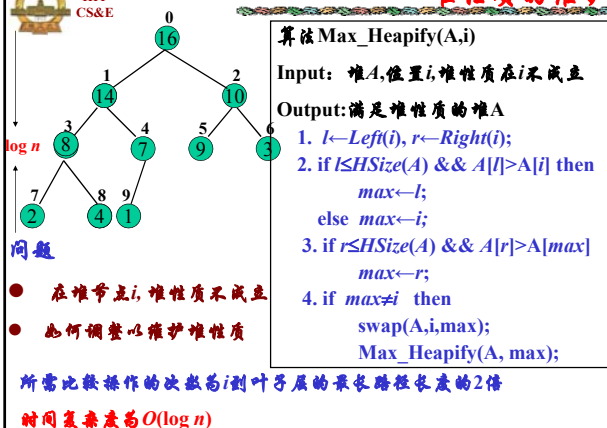 CS&E
0
16
1
2
14
10
3
4
5
6
8
7
9
3
log n
7
8
9
2
4
1
问题
● 在堆节点i, 堆性质不成立
● 如何调整以维护堆性质
算法Max_Heapify(A,i)
Input: 堆A,位置i,堆性质在i不成立
Output:满足堆性质的堆A
1. l←Left(i), r←Right(i);
2. if l≤HSize(A) && A[l]>A[i] then
max←l;
else max←i;
3. if r≤HSize(A) && A[r]>A[max]
max←r;
4. if max≠i then
swap(A,i,max);
Max_Heapify(A, max);
所需比较操作的次数为i到叶子层的最长路径长度的2倍
时间复杂度为O(log n)